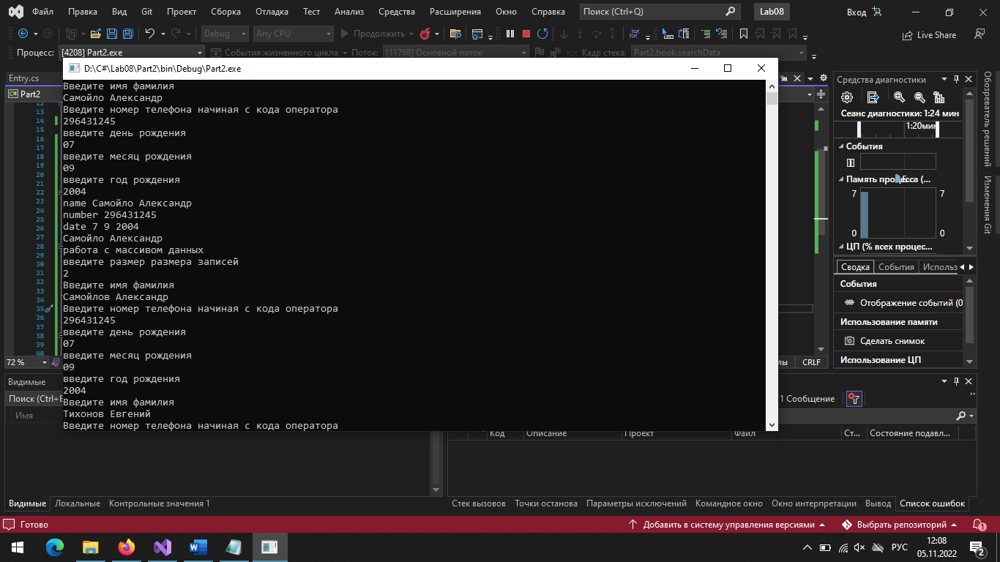 Файл Правка Вид Git Проект Сборка Отладка Тест Анализ Средства Расширения Окно Справка Поиск (Ctrl+Q) Lab08 Вход
Debug Any CPU Продолжить Live Share
Процесс: [4208] Part2.exe События жизненного цикла Поток: [11768] Основной поток Кадр стека: Part2.book.searchData
Entry.cs
C# Part2
12
13
14
15
16
17
18
19
20
21
22
23
24
25
26
27
28
29
30
31
32
33
34
35
36
37
38
39
40
72 %
D:\C#\Lab08\Part2\bin\Debug\Part2.exe
Введите имя фамилия
Самойло Александр
Введите номер телефона начиная с кода оператора
296431245
введите день рождения
07
введите месяц рождения
09
введите год рождения
2004
name Самойло Александр
number 296431245
date 7 9 2004
Самойло Александр
работа с массивом данных
введите размер размера записей
2
Введите имя фамилия
Самойлов Александр
Введите номер телефона начиная с кода оператора
296431245
введите день рождения
07
введите месяц рождения
09
введите год рождения
2004
Введите имя фамилия
Тихонов Евгений
Введите номер телефона начиная с кода оператора
CRLF
Средства диагностики
Сеанс диагностики: 1:24 мин
1:20мин
События
Память процесса (...
7 7
0 0
ЦП (% всех процес...
Сводка События Использ
События
Отображение событий (0
Использование памяти
Сделать снимок
Использование ЦП
Обозреватель решений
Изменения Git
Видимые
Поиск (Ctrl+E
Имя
Видимые Локальные Контрольные значения 1
1 Сообщение
Код Описание Проект Файл Ст... Состояние подавл...
Стек вызовов Точки останова Параметры исключений Командное окно Окно интерпретации Вывод Список ошибок
Готово Добавить в систему управления версиями Выбрать репозиторий 1
РУС 12:08
05.11.2022 2